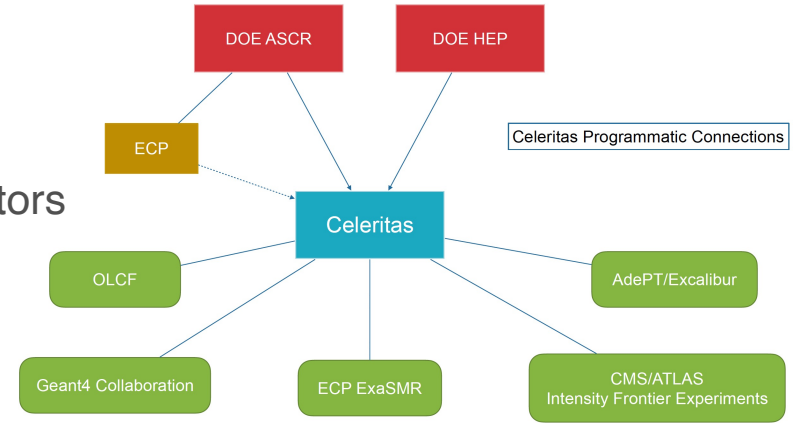 DOE ASCR
DOE HEP
ECP
Celeritas Programmatic Connections
tors
Celeritas
OLCF
AdePT/Excalibur
Geant4 Collaboration
ECP ExaSMR
CMS/ATLAS
Intensity Frontier Experiments